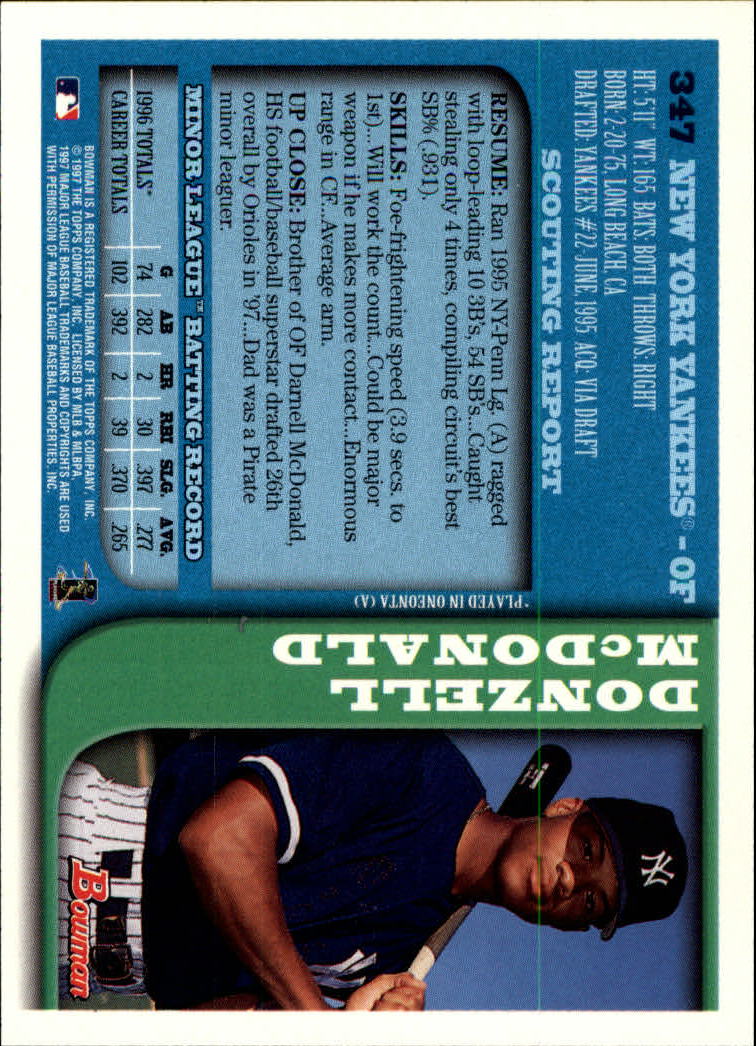 347 NEW YORK YANKEES® - OF
HT: 5'11" WT: 165 BATS: BOTH THROWS: RIGHT
BORN: 2-20-75, LONG BEACH, CA
DRAFTED: YANKEES #22-JUNE, 1995 ACQ. VIA DRAFT
SCOUTING REPORT
RESUME: Ran 1995 NY-Penn Lg. (A) ragged
with loop-leading 10 3B's, 54 SB's...Caught
stealing only 4 times, compiling circuit's best
SB% (.931).
SKILLS: Foe-frightening speed (3.9 secs. to
1st)...Will work the count...Could be major
weapon if he makes more contact...Enormous
range in CF...Average arm.
UP CLOSE: Brother of OF Darnell McDonald,
HS football/baseball superstar drafted 26th
overall by Orioles in '97...Dad was a Pirate
minor leaguer.
MINOR LEAGUE™ BATTING RECORD
G AB HR RBI SLG. AVG.
1996 TOTALS* 74 282 2 30 .397 .277
CAREER TOTALS 102 392 2 39 .370 .265
*PLAYED IN ONEONTA (A)
BOWMAN IS A REGISTERED TRADEMARK OF THE TOPPS COMPANY, INC.
©1997 THE TOPPS COMPANY, INC. LICENSED BY MLB & MLBPA.
1997 MAJOR LEAGUE BASEBALL TRADEMARKS AND COPYRIGHTS ARE USED
WITH PERMISSION OF MAJOR LEAGUE BASEBALL PROPERTIES, INC.
DONZELL
McDONALD
NY
Bowman